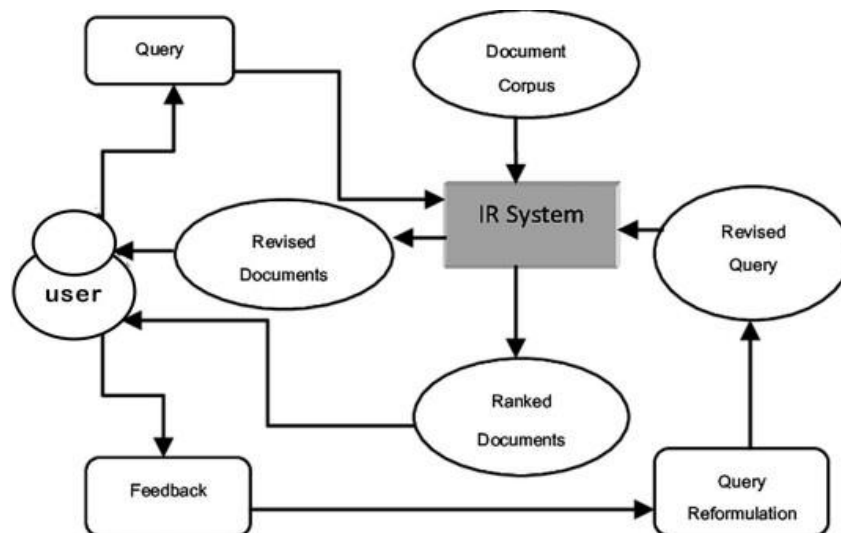 Query
Document
Corpus
IR System
Revised
Documents
Revised
Query
user
Ranked
Documents
Feedback
Query
Reformulation